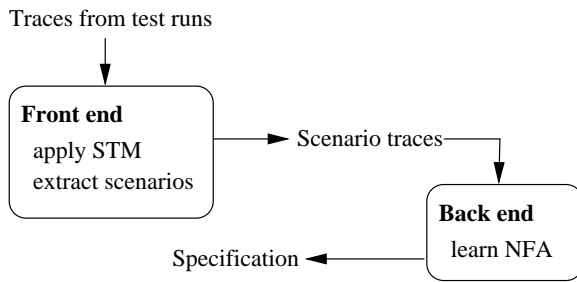 Traces from test runs
Front end
apply STM
extract scenarios
Scenario traces
Back end
learn NFA
Specification